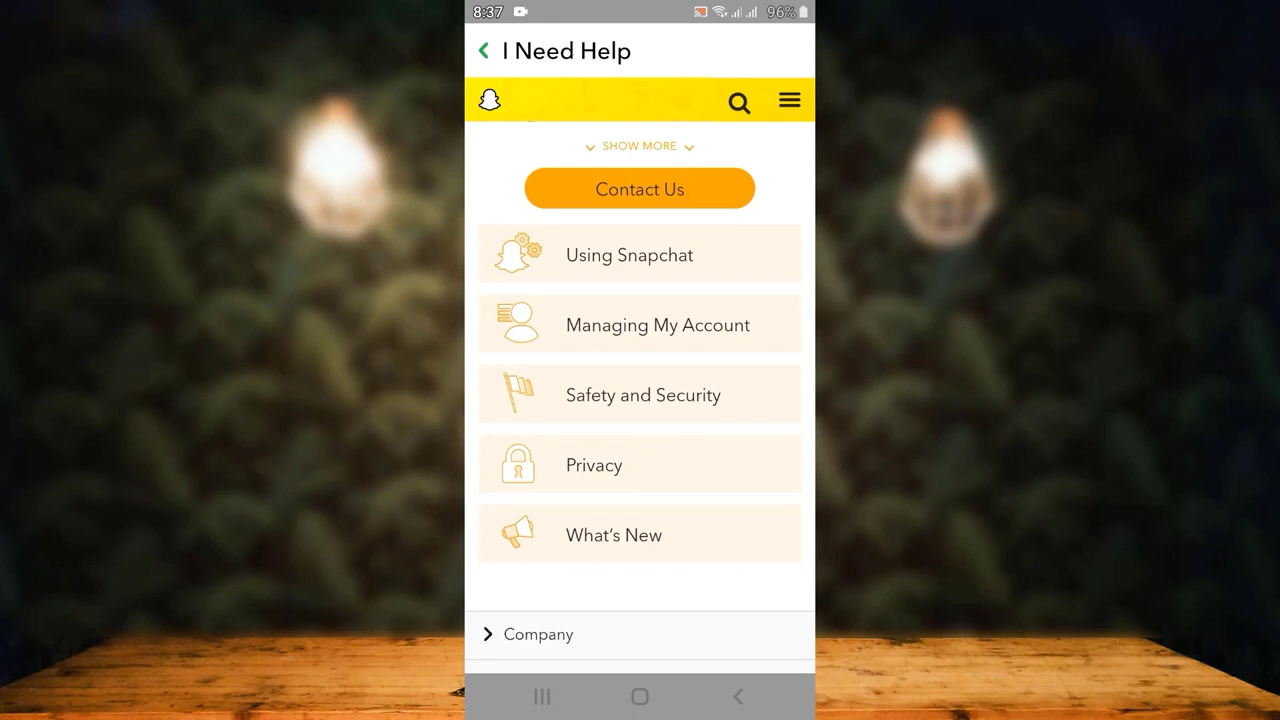 8:37
96%
I Need Help
SHOW MORE
Contact Us
Using Snapchat
Managing My Account
Safety and Security
Privacy
What's New
Company